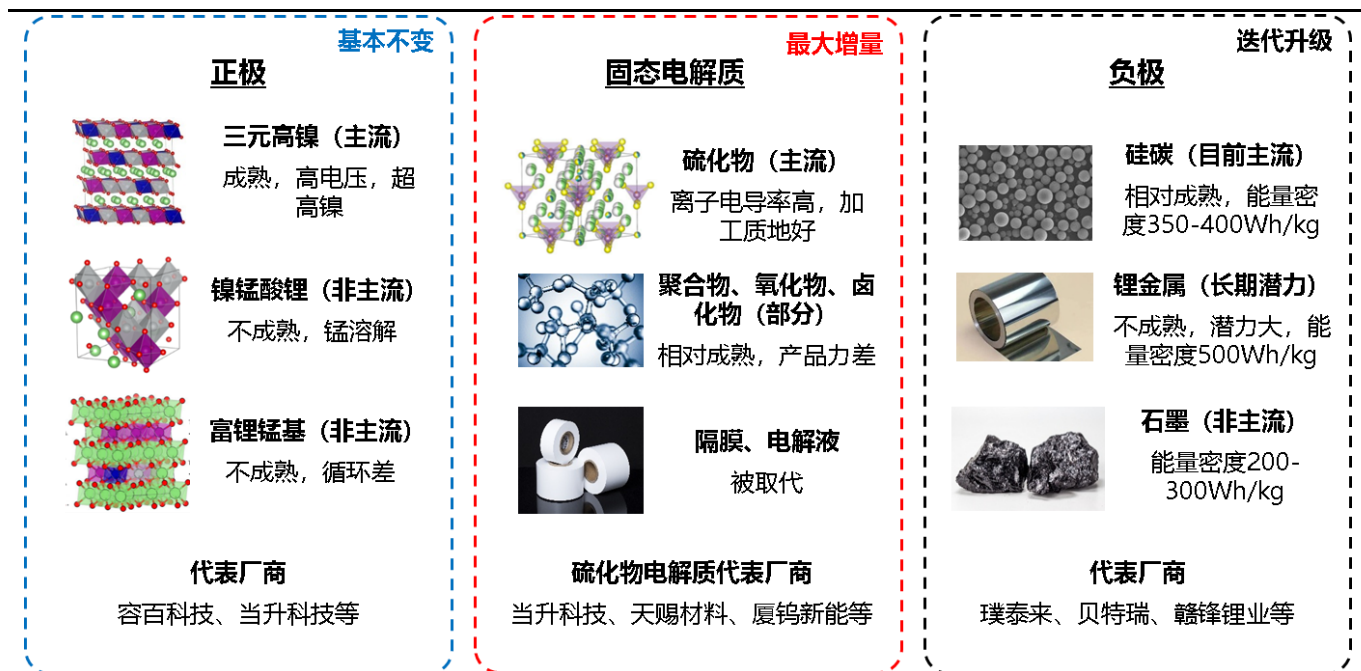 基本不变
正极
三元高镍（主流）
成熟，高电压，超
高镍
镍锰酸锂（非主流）
不成熟，锰溶解
富锂锰基（非主流）
不成熟，循环差
代表厂商
容百科技、当升科技等
最大增量
固态电解质
硫化物（主流）
离子电导率高，加
工质地好
聚合物、氧化物、卤
化物（部分）
相对成熟，产品力差
隔膜、电解液
被取代
硫化物电解质代表厂商
当升科技、天赐材料、厦钨新能等
迭代升级
负极
硅碳（目前主流）
相对成熟，能量密
度350-400Wh/kg
锂金属（长期潜力）
不成熟，潜力大，能
量密度500Wh/kg
石墨（非主流）
能量密度200-
300Wh/kg
代表厂商
璞泰来、贝特瑞、赣锋锂业等